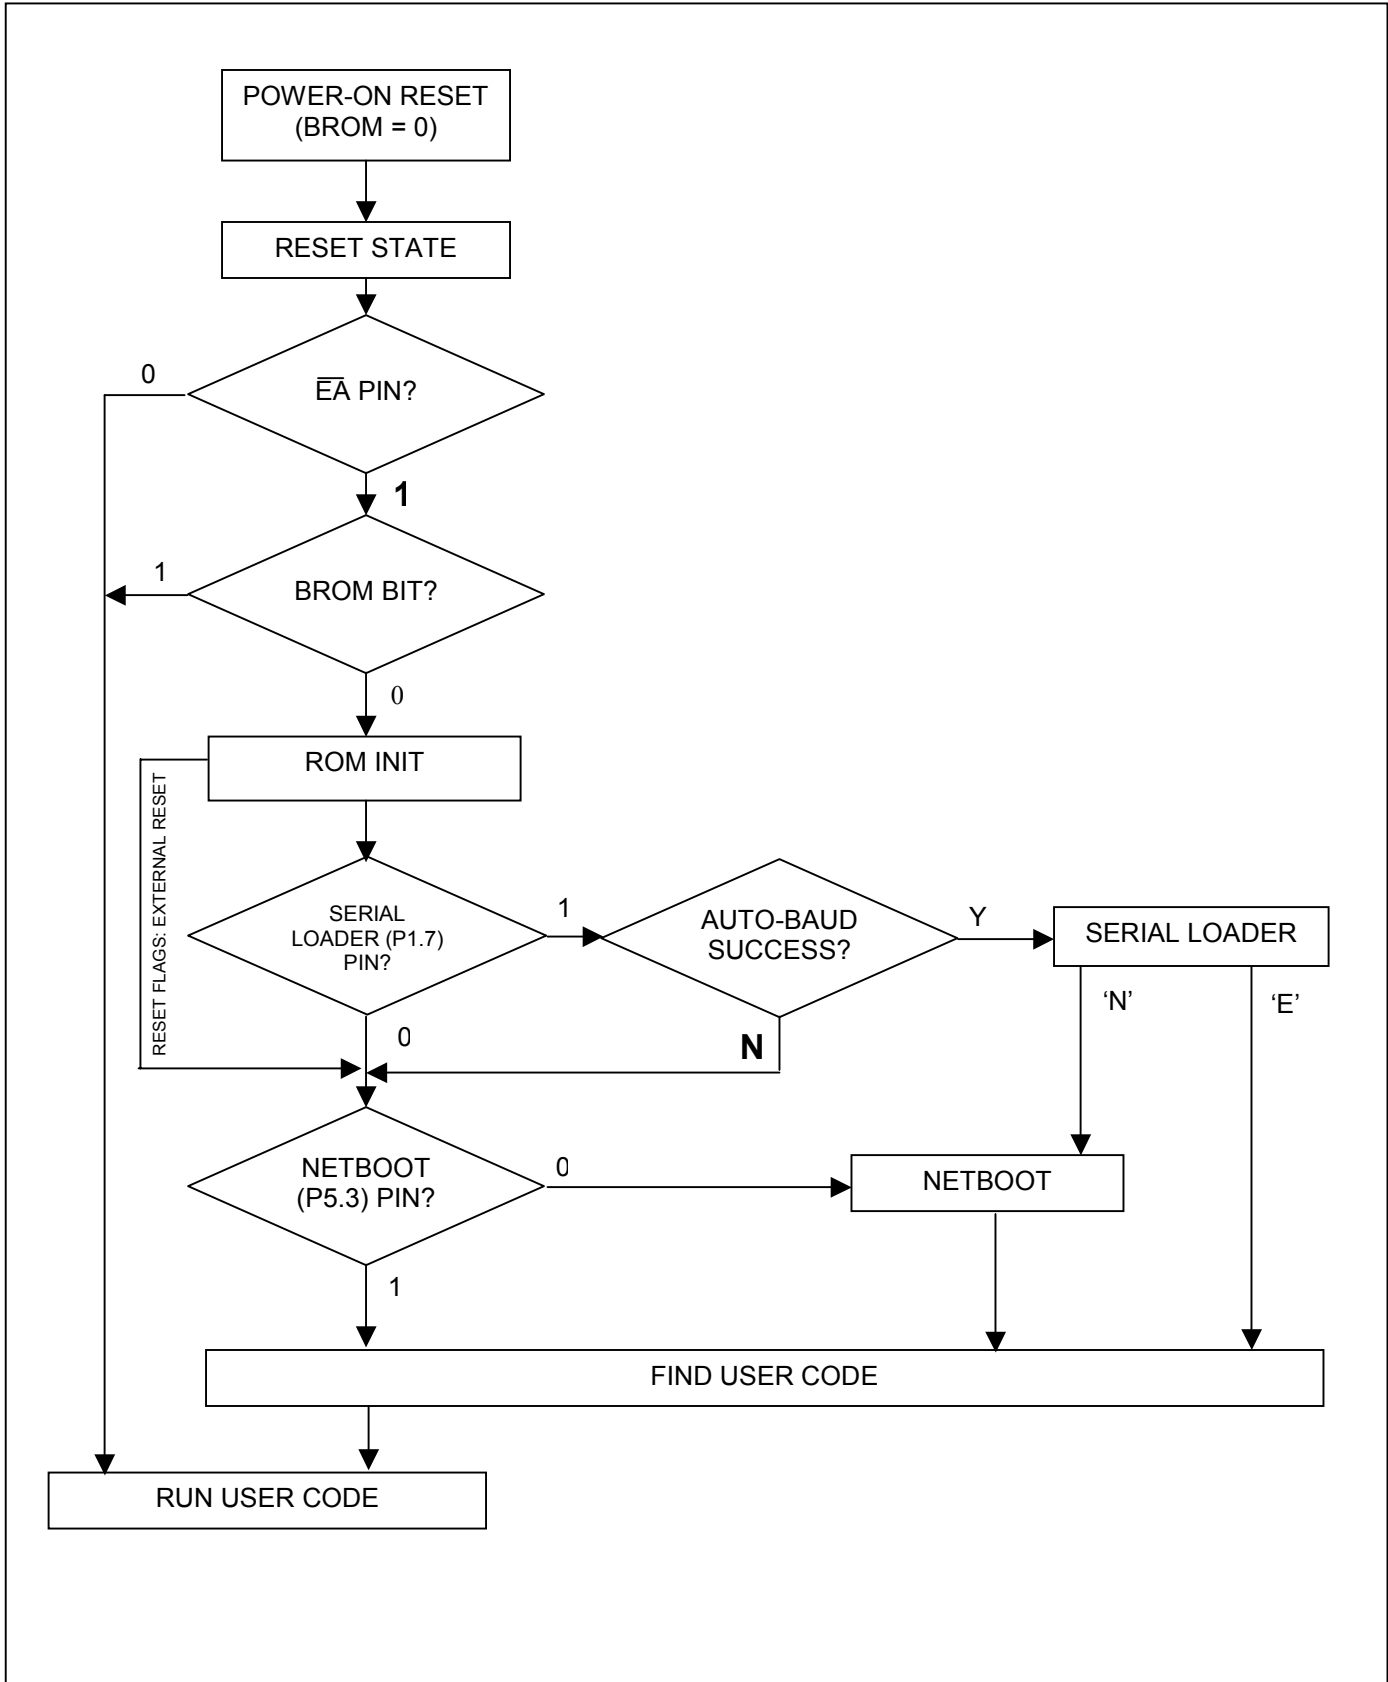 POWER-ON RESET
(BROM = 0)
RESET STATE
0
E̅A̅ PIN?
1
1
BROM BIT?
0
ROM INIT
RESET FLAGS: EXTERNAL RESET
SERIAL
LOADER (P1.7)
PIN?
1
AUTO-BAUD
SUCCESS?
Y
SERIAL LOADER
0
N
‘N’
‘E’
NETBOOT
(P5.3) PIN?
0
NETBOOT
1
FIND USER CODE
RUN USER CODE